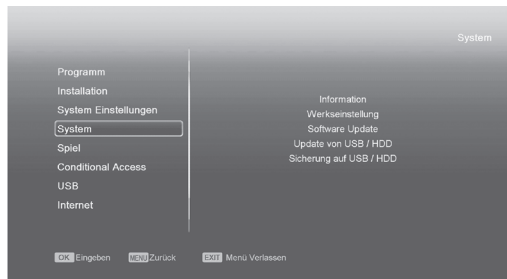 System
Programm
Installation
System Einstellungen
System
Spiel
Conditional Access
USB
Internet
Information
Werkseinstellung
Software Update
Update von USB / HDD
Sicherung auf USB / HDD
OK Eingeben MENU Zurück EXIT Menü Verlassen